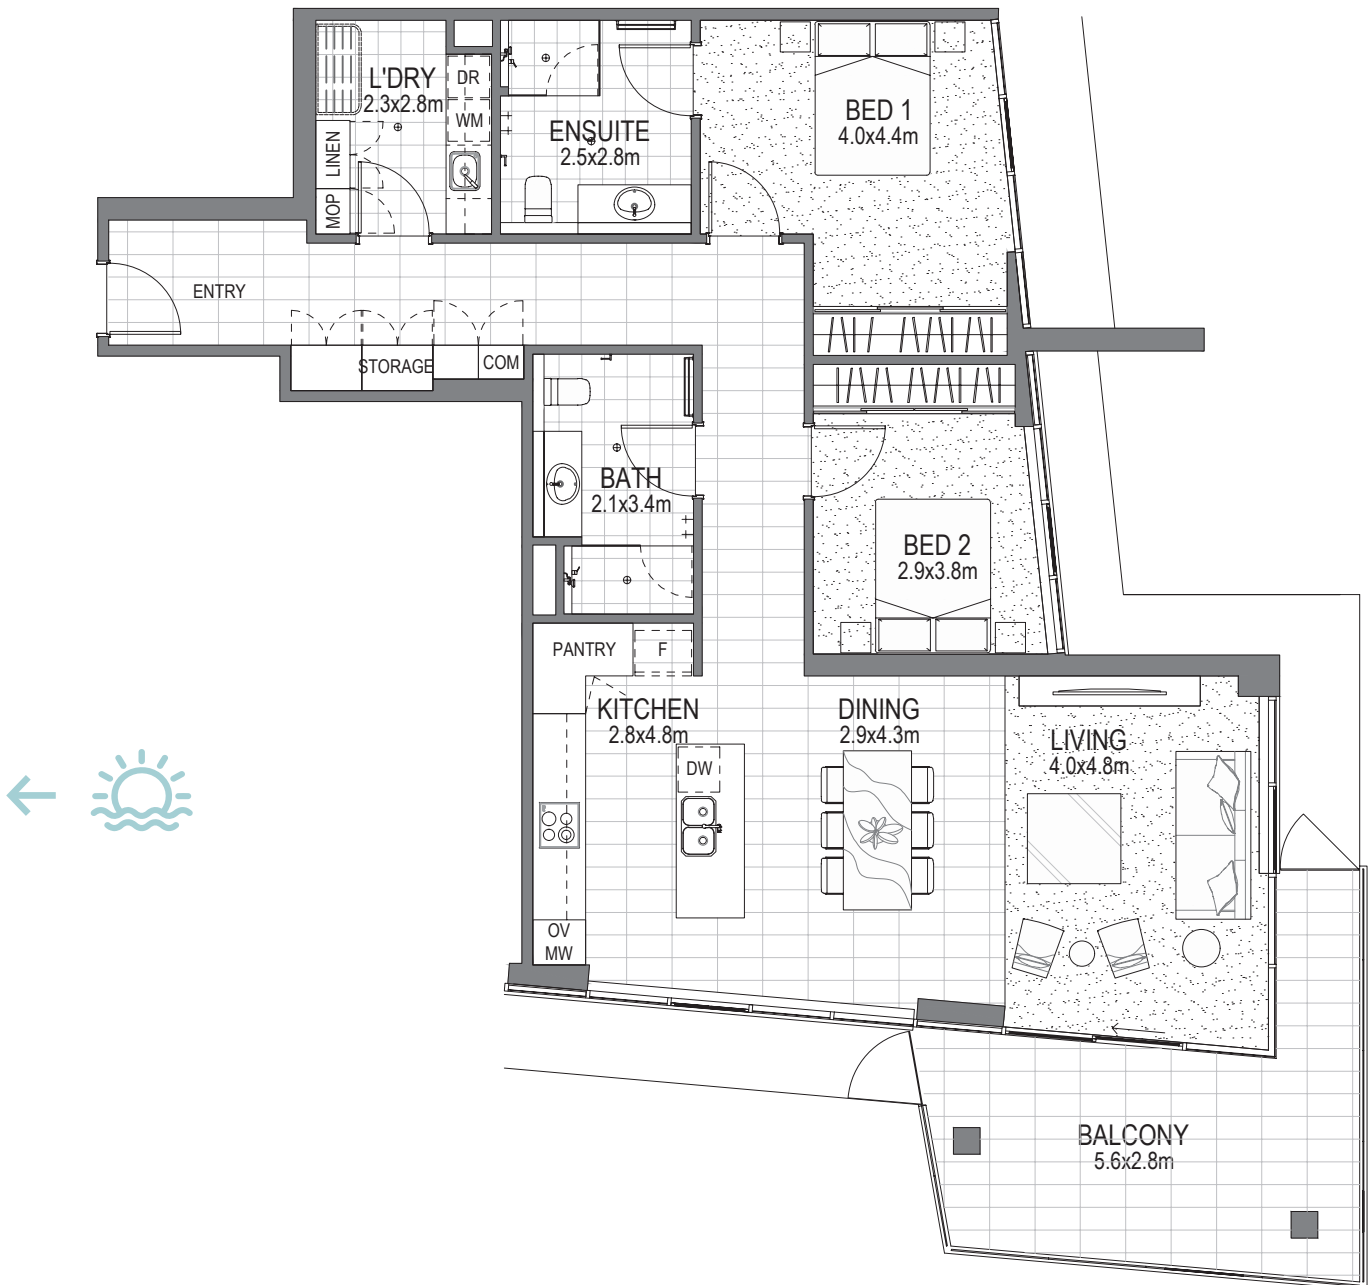 L'DRY
2.3x2.8m
DR
WM
LINEN
MOP
ENSUITE
2.5x2.8m
BED 1
4.0x4.4m
ENTRY
STORAGE
COM
BATH
2.1x3.4m
BED 2
2.9x3.8m
PANTRY
F
KITCHEN
2.8x4.8m
DW
OV
MW
DINING
2.9x4.3m
LIVING
4.0x4.8m
BALCONY
5.6x2.8m